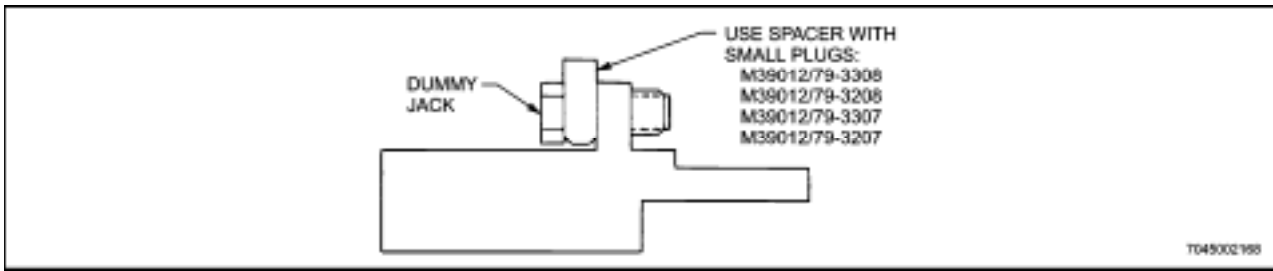 USE SPACER WITH
SMALL PLUGS:
M39012/79-3308
M39012/79-3208
M39012/79-3307
M39012/79-3207
DUMMY
JACK
T045002168